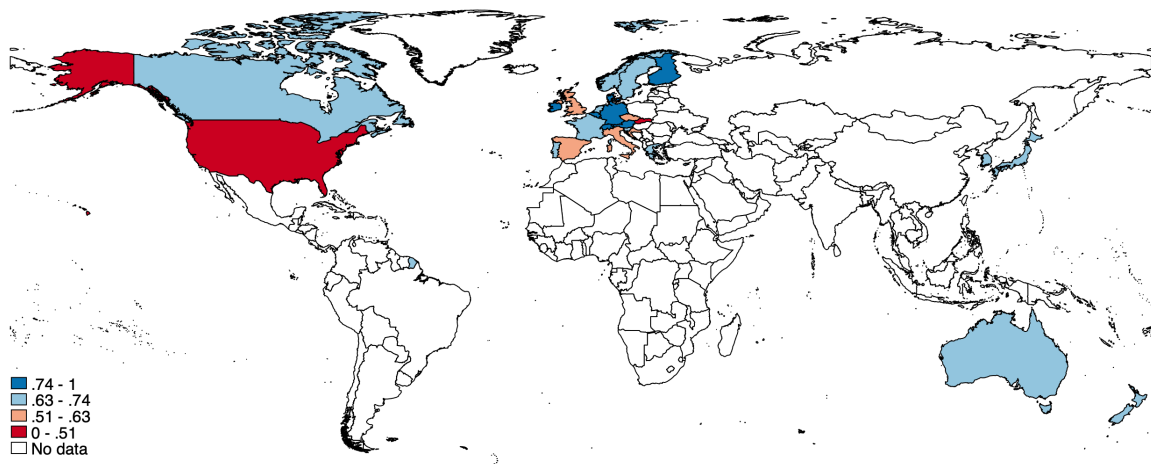 .74 - 1
.63 - .74
.51 - .63
0 - .51
No data